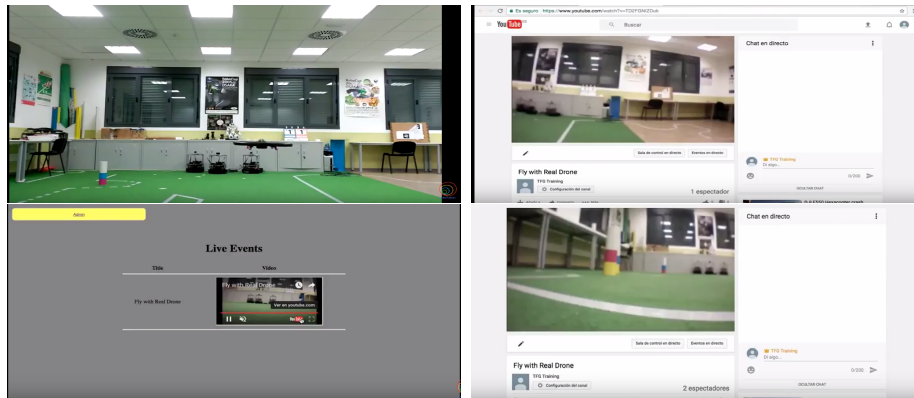 Es seguro https://www.youtube.com/watch?v=
YouTube ES
Buscar
Chat en directo
Sala de control en directo
Eventos en directo
Fly with Real Drone
TFG Training
Configuración del canal
1 espectador
TFG Training
Di algo...
0/200
OCULTAR CHAT
Live Events
Title Video
Fly with Real Drone
Fly with Real Drone
Ver en youtube.com
YouTube
Chat en directo
Sala de control en directo
Eventos en directo
Fly with Real Drone
TFG Training
Configuración del canal
2 espectadores
TFG Training
Di algo...
0/200
OCULTAR CHAT